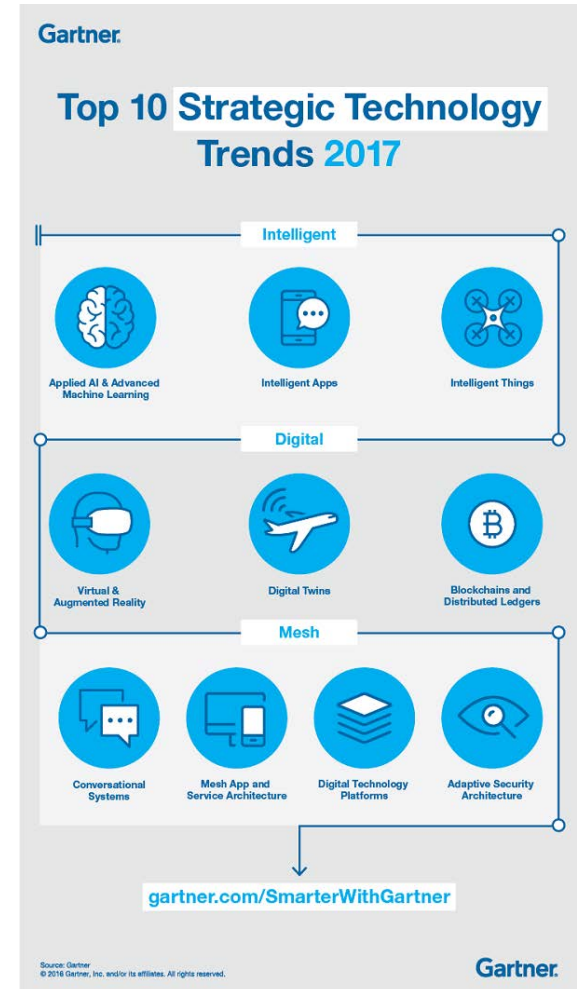 Gartner.
Top 10 Strategic Technology
Trends 2017
Intelligent
Applied AI & Advanced
Machine Learning
Intelligent Apps
Intelligent Things
Digital
Virtual &
Augmented Reality
Digital Twins
Blockchains and
Distributed Ledgers
Mesh
Conversational
Systems
Mesh App and
Service Architecture
Digital Technology
Platforms
Adaptive Security
Architecture
gartner.com/SmarterWithGartner
Source: Gartner
© 2016 Gartner, Inc. and/or its affiliates. All rights reserved.
Gartner.